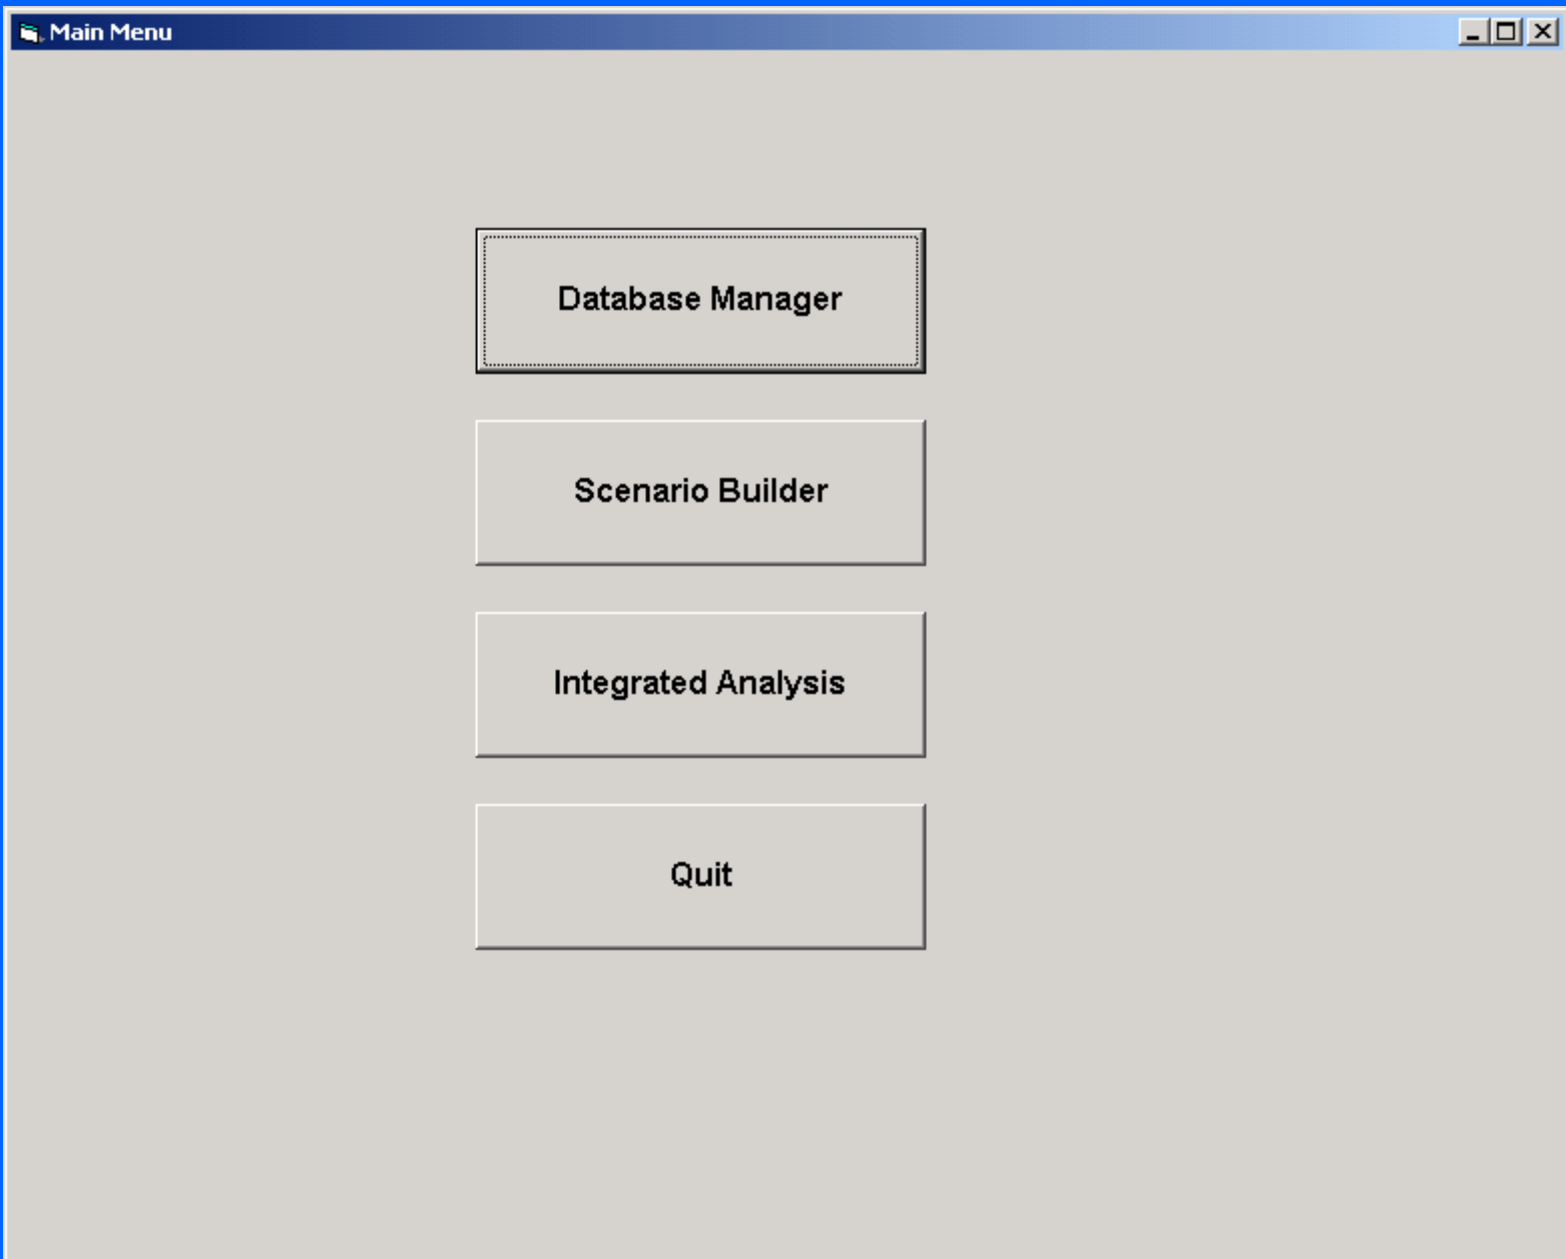 Main Menu
Database Manager
Scenario Builder
Integrated Analysis
Quit